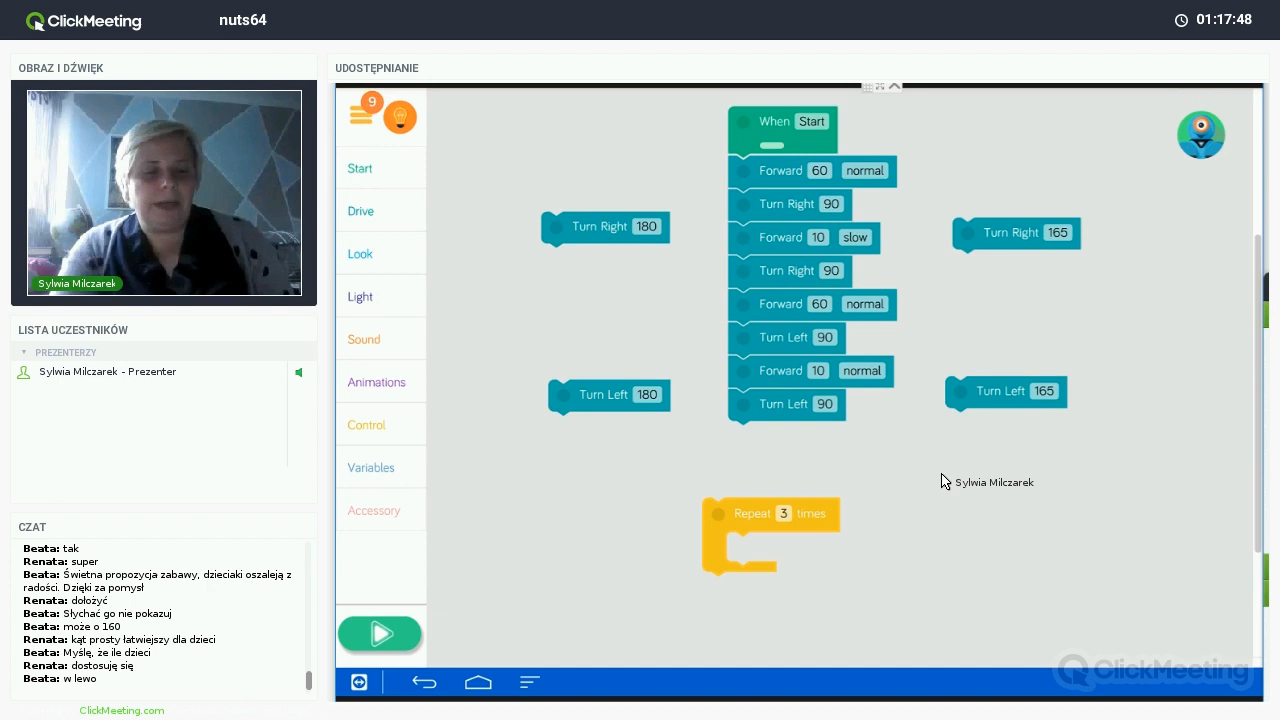 ClickMeeting
nuts64
01:17:48
OBRAZ I DŹWIĘK
Sylwia Milczarek
LISTA UCZESTNIKÓW
PREZENTERZY
Sylwia Milczarek - Prezenter
CZAT
Beata: tak
Renata: super
Beata: Świetna propozycja zabawy, dzieciaki oszaleją z
radości. Dzięki za pomysł
Renata: dołożyć
Beata: Słychać go nie pokazuj
Beata: może o 160
Renata: kąt prosty łatwiejszy dla dzieci
Beata: Myślę, że ile dzieci
Renata: dostosuję się
Beata: w lewo
ClickMeeting.com
UDOSTĘPNIANIE
9
Start
Drive
Look
Light
Sound
Animations
Control
Variables
Accessory
When Start
Forward 60 normal
Turn Right 90
Forward 10 slow
Turn Right 90
Forward 60 normal
Turn Left 90
Forward 10 normal
Turn Left 90
Turn Right 180
Turn Left 180
Turn Right 165
Turn Left 165
Sylwia Milczarek
Repeat 3 times
ClickMeeting